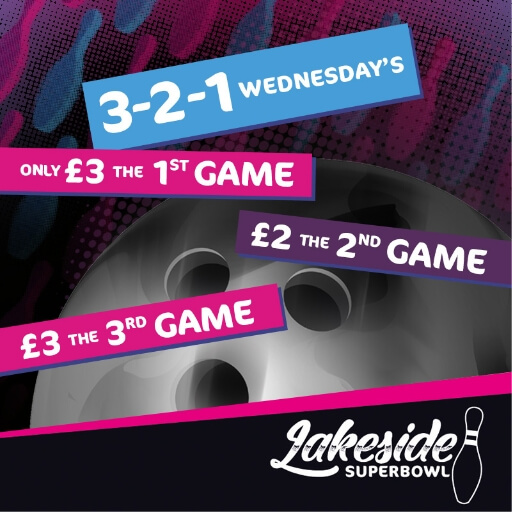 3-2-1 WEDNESDAY'S
ONLY £3 THE 1ST GAME
£2 THE 2ND GAME
£3 THE 3RD GAME
Lakeside
SUPERBOWL